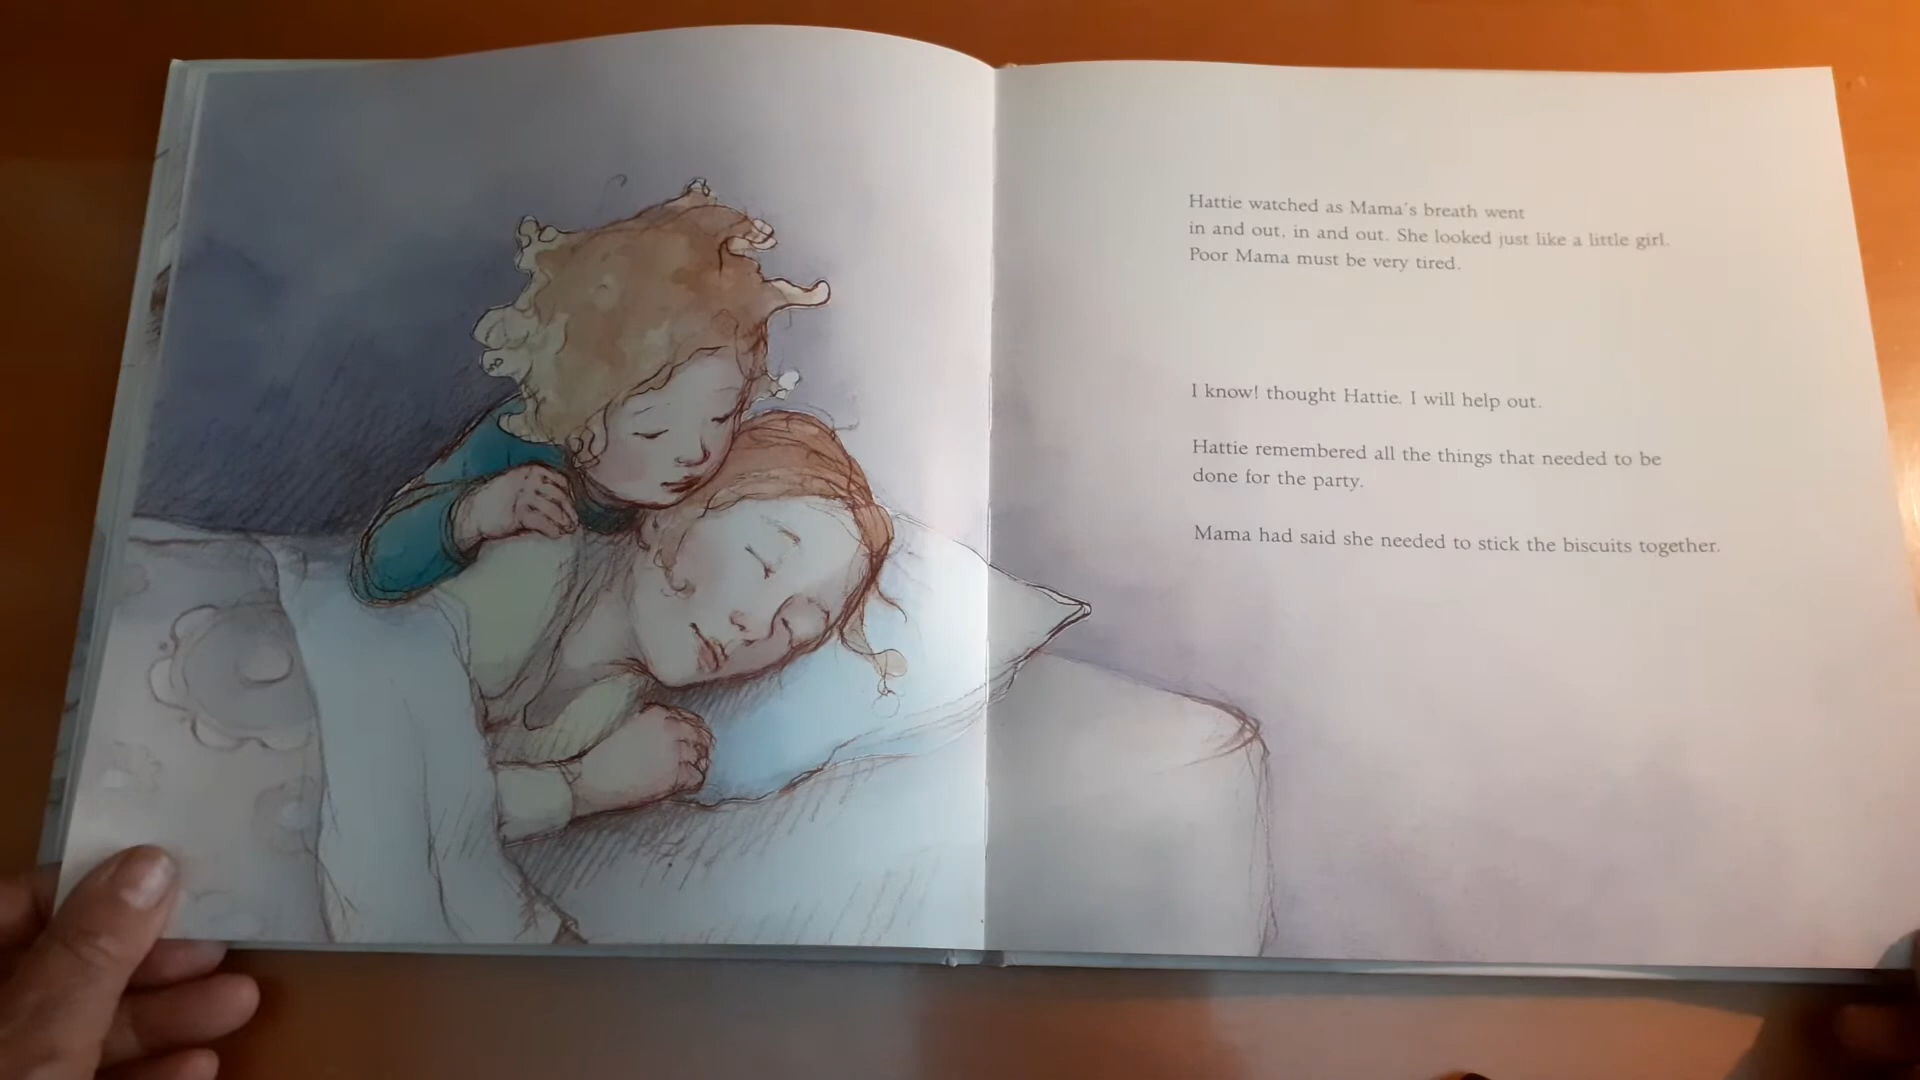 Hattie watched as Mama's breath went
in and out, in and out. She looked just like a little girl.
Poor Mama must be very tired.
I know! thought Hattie. I will help out.
Hattie remembered all the things that needed to be
done for the party.
Mama had said she needed to stick the biscuits together.